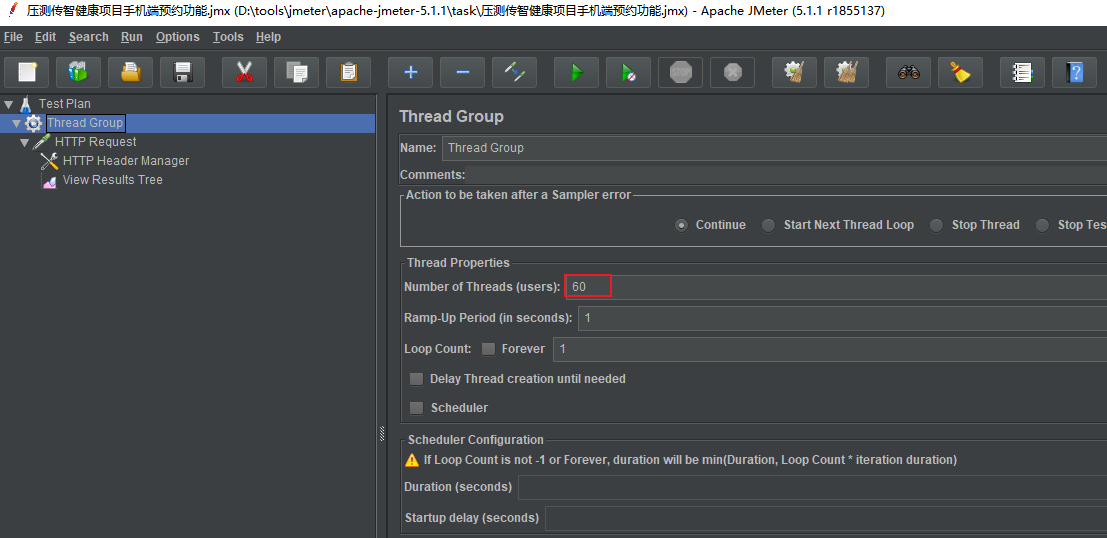 压测传智健康项目手机端预约功能.jmx (D:\tools\jmeter\apache-jmeter-5.1.1\task\压测传智健康项目手机端预约功能.jmx) - Apache JMeter (5.1.1 r1855137)
File Edit Search Run Options Tools Help
STOP
Test Plan
Thread Group
HTTP Request
HTTP Header Manager
View Results Tree
Thread Group
Name: Thread Group
Comments:
Action to be taken after a Sampler error
Continue Start Next Thread Loop Stop Thread Stop Tes
Thread Properties
Number of Threads (users): 60
Ramp-Up Period (in seconds): 1
Loop Count: Forever 1
Delay Thread creation until needed
Scheduler
Scheduler Configuration
If Loop Count is not -1 or Forever, duration will be min(Duration, Loop Count * iteration duration)
Duration (seconds)
Startup delay (seconds)